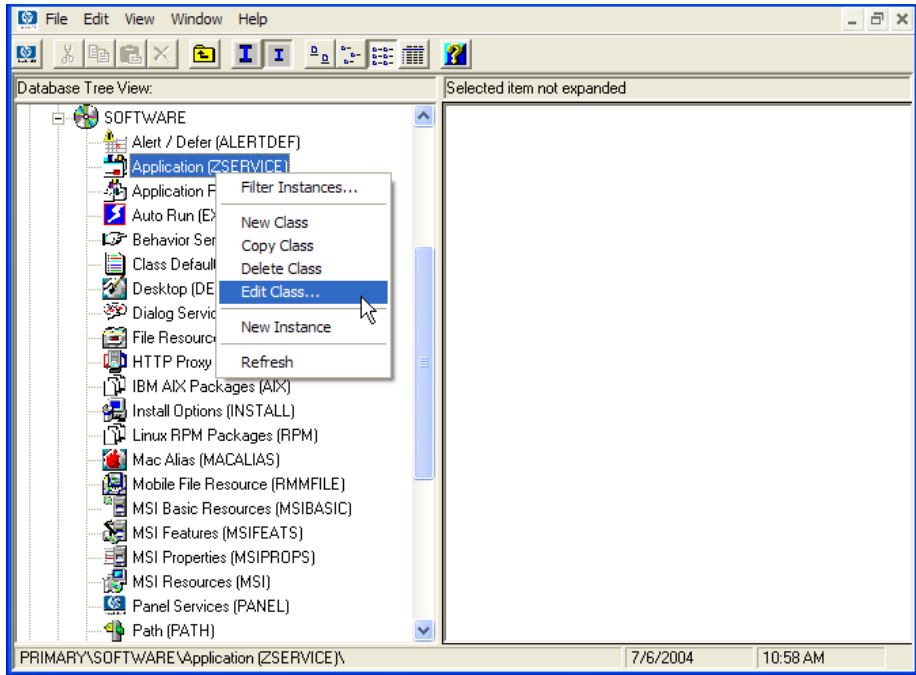 File Edit View Window Help
Database Tree View:
Selected item not expanded
SOFTWARE
Alert / Defer (ALERTDEF)
Application (ZSERVICE)
Application F
Auto Run (EX
Behavior Ser
Class Default
Desktop (DE
Dialog Servic
File Resource
HTTP Proxy
IBM AIX Packages (AIX)
Install Options (INSTALL)
Linux RPM Packages (RPM)
Mac Alias (MACALIAS)
Mobile File Resource (RMMFILE)
MSI Basic Resources (MSIBASIC)
MSI Features (MSIFEATS)
MSI Properties (MSIPROPS)
MSI Resources (MSI)
Panel Services (PANEL)
Path (PATH)
Filter Instances...
New Class
Copy Class
Delete Class
Edit Class...
New Instance
Refresh
PRIMARY\SOFTWARE\Application (ZSERVICE)\
7/6/2004
10:58 AM